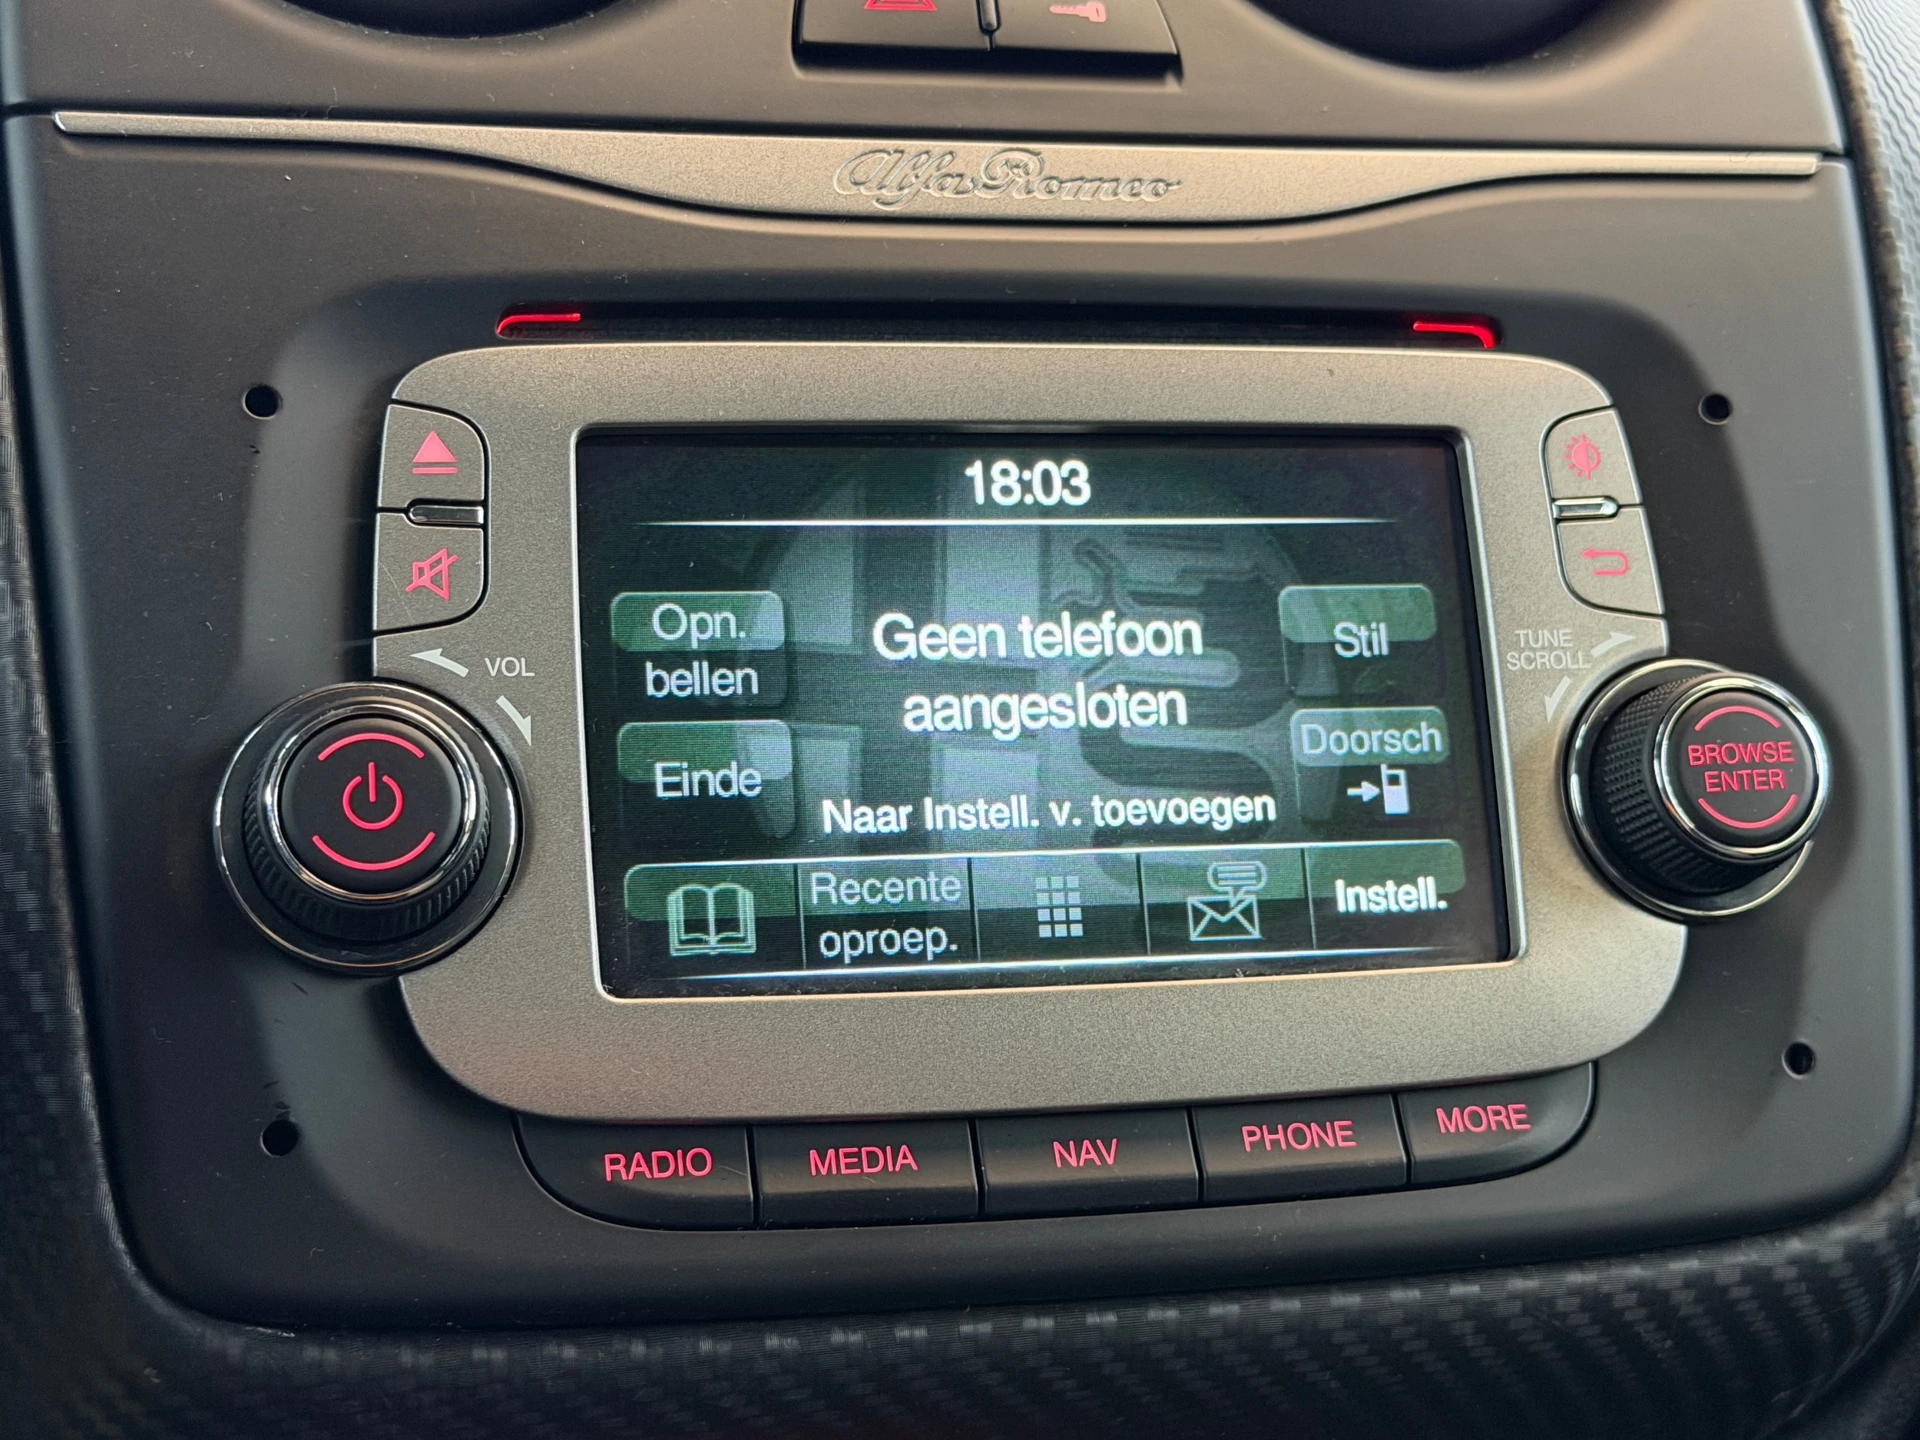 Alfa Romeo
18:03
Opn.
bellen
Geen telefoon
aangesloten
Stil
Einde
Doorsch
Naar Instell. v. toevoegen
Recente
oproep.
Instell.
VOL
TUNE
SCROLL
BROWSE
ENTER
RADIO
MEDIA
NAV
PHONE
MORE